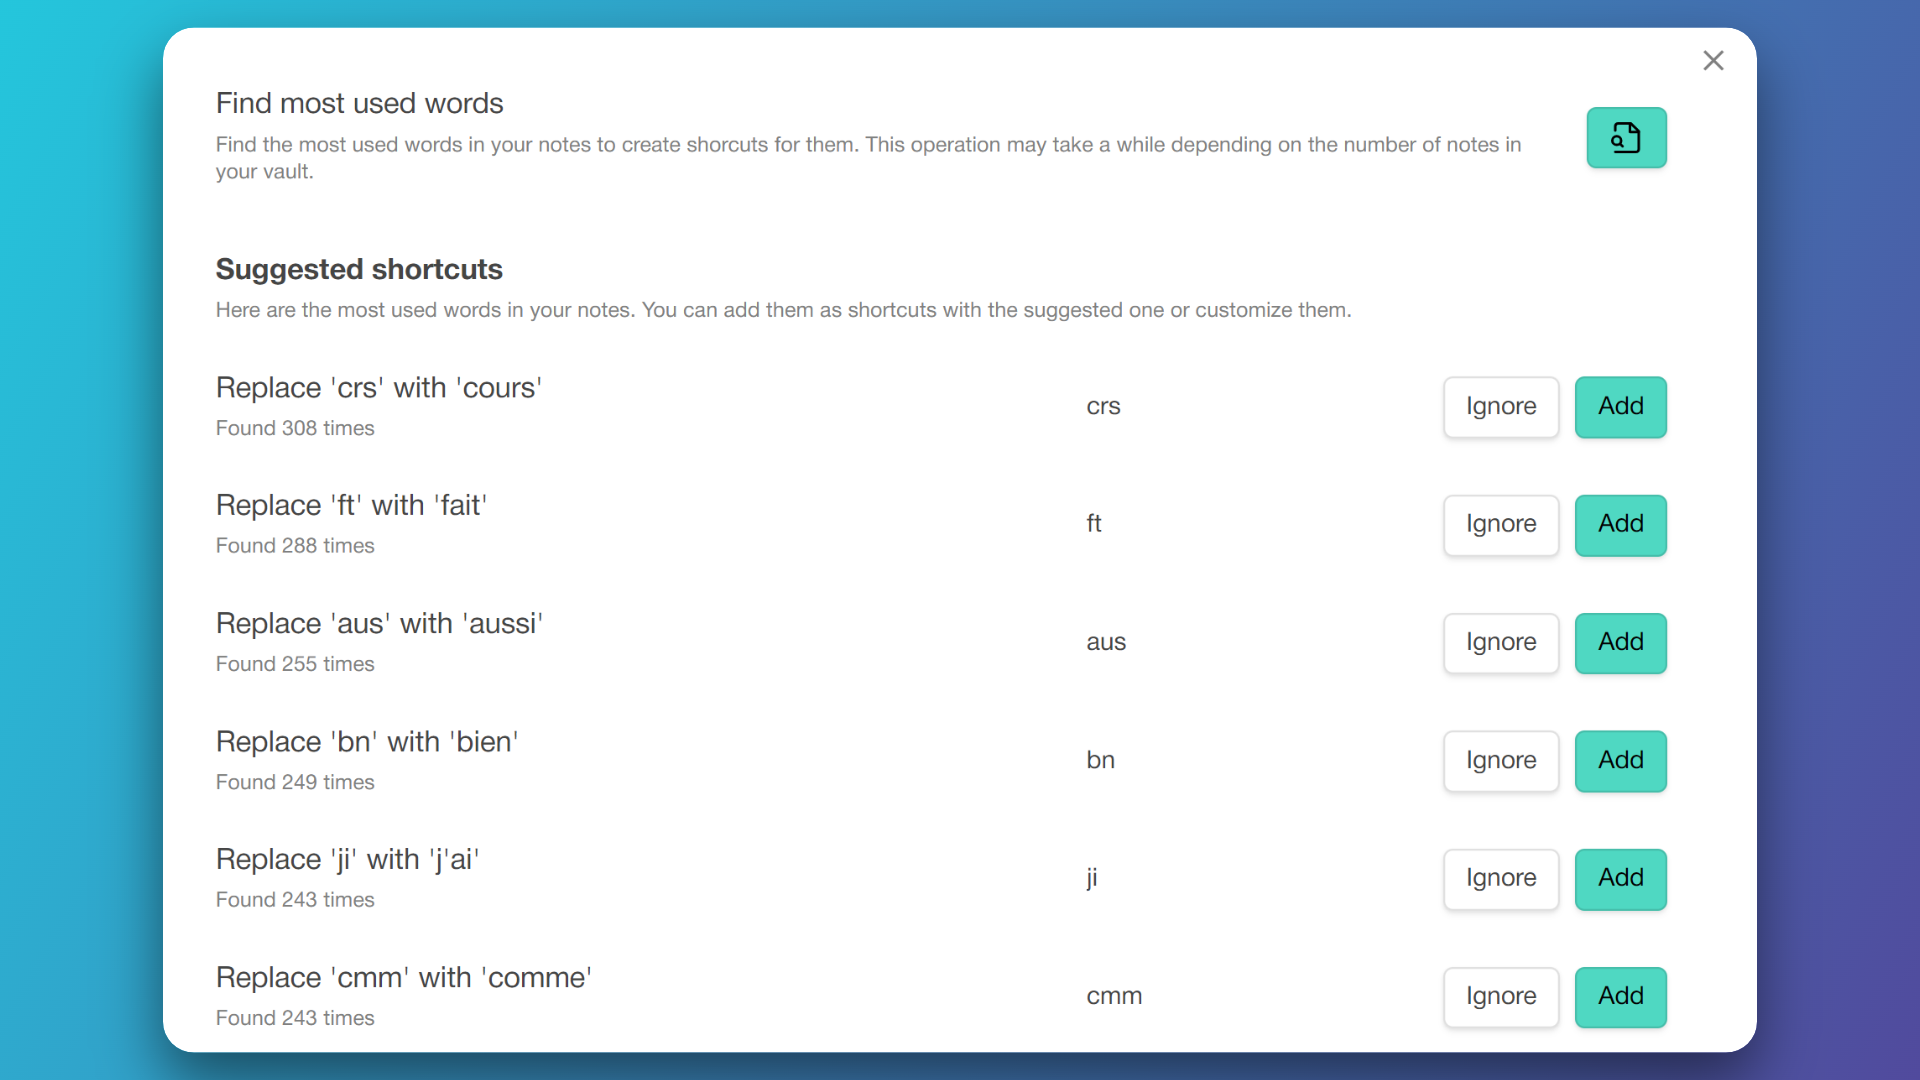 Find most used words
Find the most used words in your notes to create shorcuts for them. This operation may take a while depending on the number of notes in
your vault.
Suggested shortcuts
Here are the most used words in your notes. You can add them as shortcuts with the suggested one or customize them.
Replace 'crs' with 'cours'
Found 308 times
crs
Ignore
Add
Replace 'ft' with 'fait'
Found 288 times
ft
Ignore
Add
Replace 'aus' with 'aussi'
Found 255 times
aus
Ignore
Add
Replace 'bn' with 'bien'
Found 249 times
bn
Ignore
Add
Replace 'ji' with 'j'ai'
Found 243 times
ji
Ignore
Add
Replace 'cmm' with 'comme'
Found 243 times
cmm
Ignore
Add